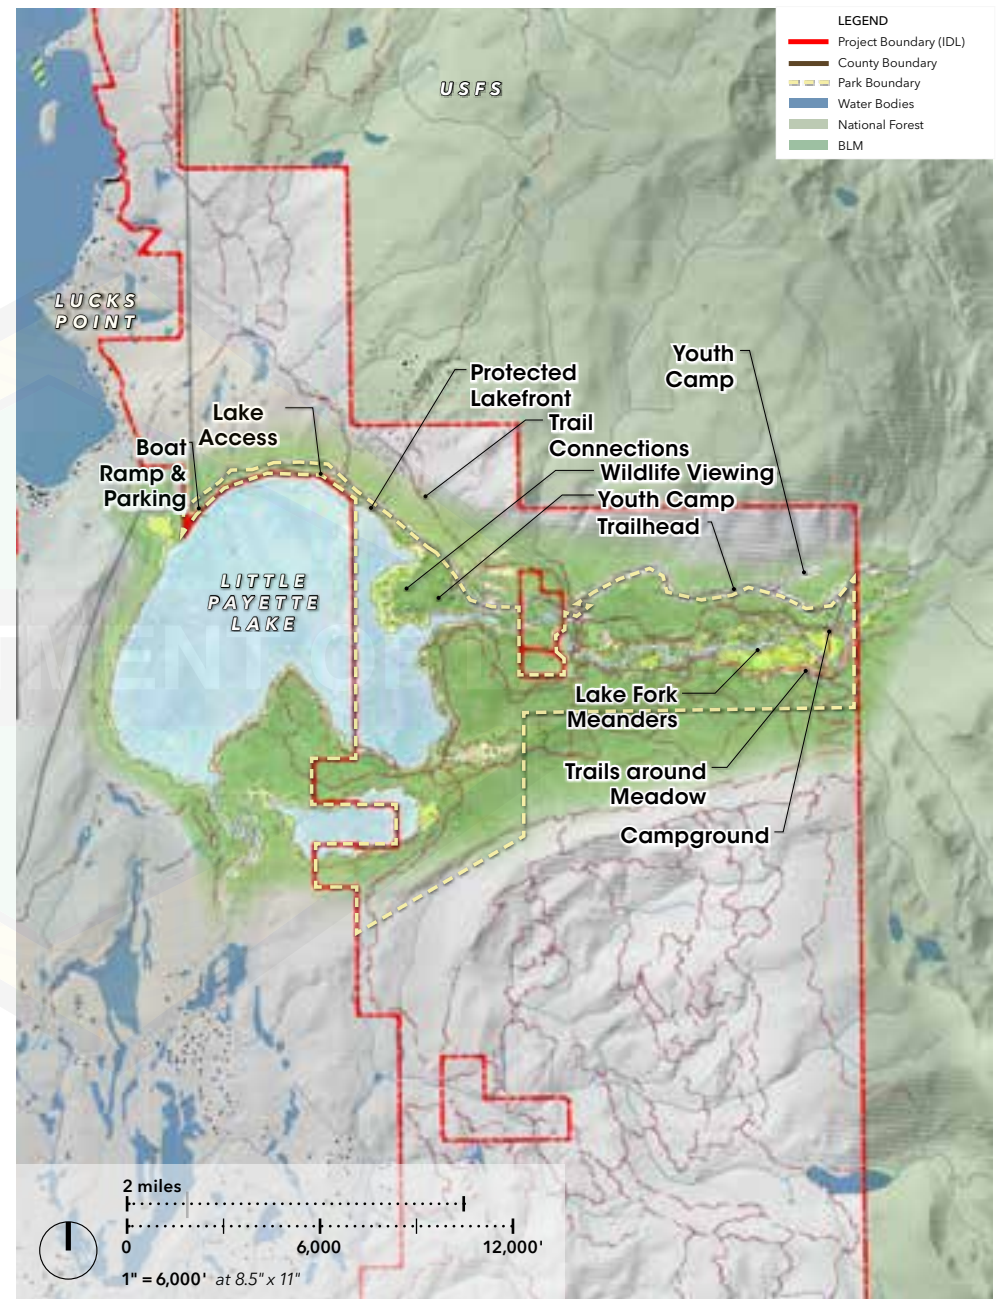 LEGEND
Project Boundary (IDL)
County Boundary
Park Boundary
Water Bodies
National Forest
BLM
USFS
LUCKS
POINT
Youth
Camp
Protected
Lakefront
Lake
Access
Trail
Connections
Boat
Ramp &
Parking
Wildlife Viewing
Youth Camp
Trailhead
LITTLE
PAYETTE
LAKE
Lake Fork
Meanders
Trails around
Meadow
Campground
2 miles
0 6,000 12,000'
1" = 6,000' at 8.5" x 11"